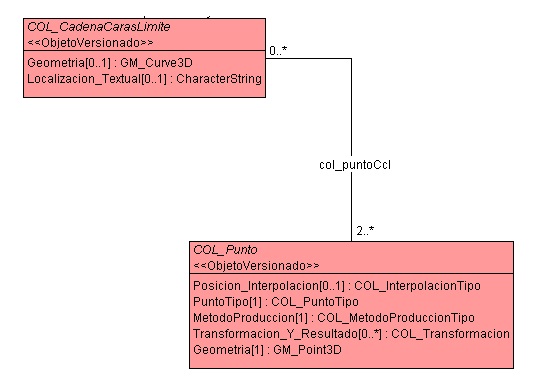 COL_CadenaCarasLimite
<<ObjetoVersionado>>
Geometria[0..1] : GM_Curve3D
Localizacion_Textual[0..1] : CharacterString
0..*
col_puntoCcl
2..*
COL_Punto
<<ObjetoVersionado>>
Posicion_Interpolacion[0..1] : COL_InterpolacionTipo
PuntoTipo[1] : COL_PuntoTipo
MetodoProduccion[1] : COL_MetodoProduccionTipo
Transformacion_Y_Resultado[0..*] : COL_Transformacion
Geometria[1] : GM_Point3D